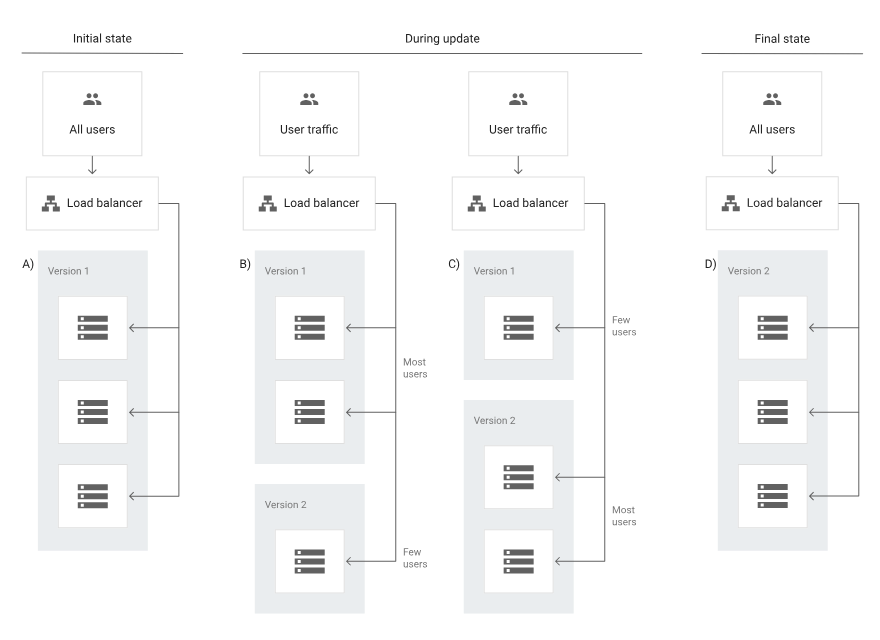 Initial state
During update
Final state
All users
User traffic
User traffic
All users
Load balancer
Load balancer
Load balancer
Load balancer
A)
Version 1
B)
Version 1
Most
users
Version 2
Few
users
C)
Version 1
Few
users
Version 2
Most
users
D)
Version 2